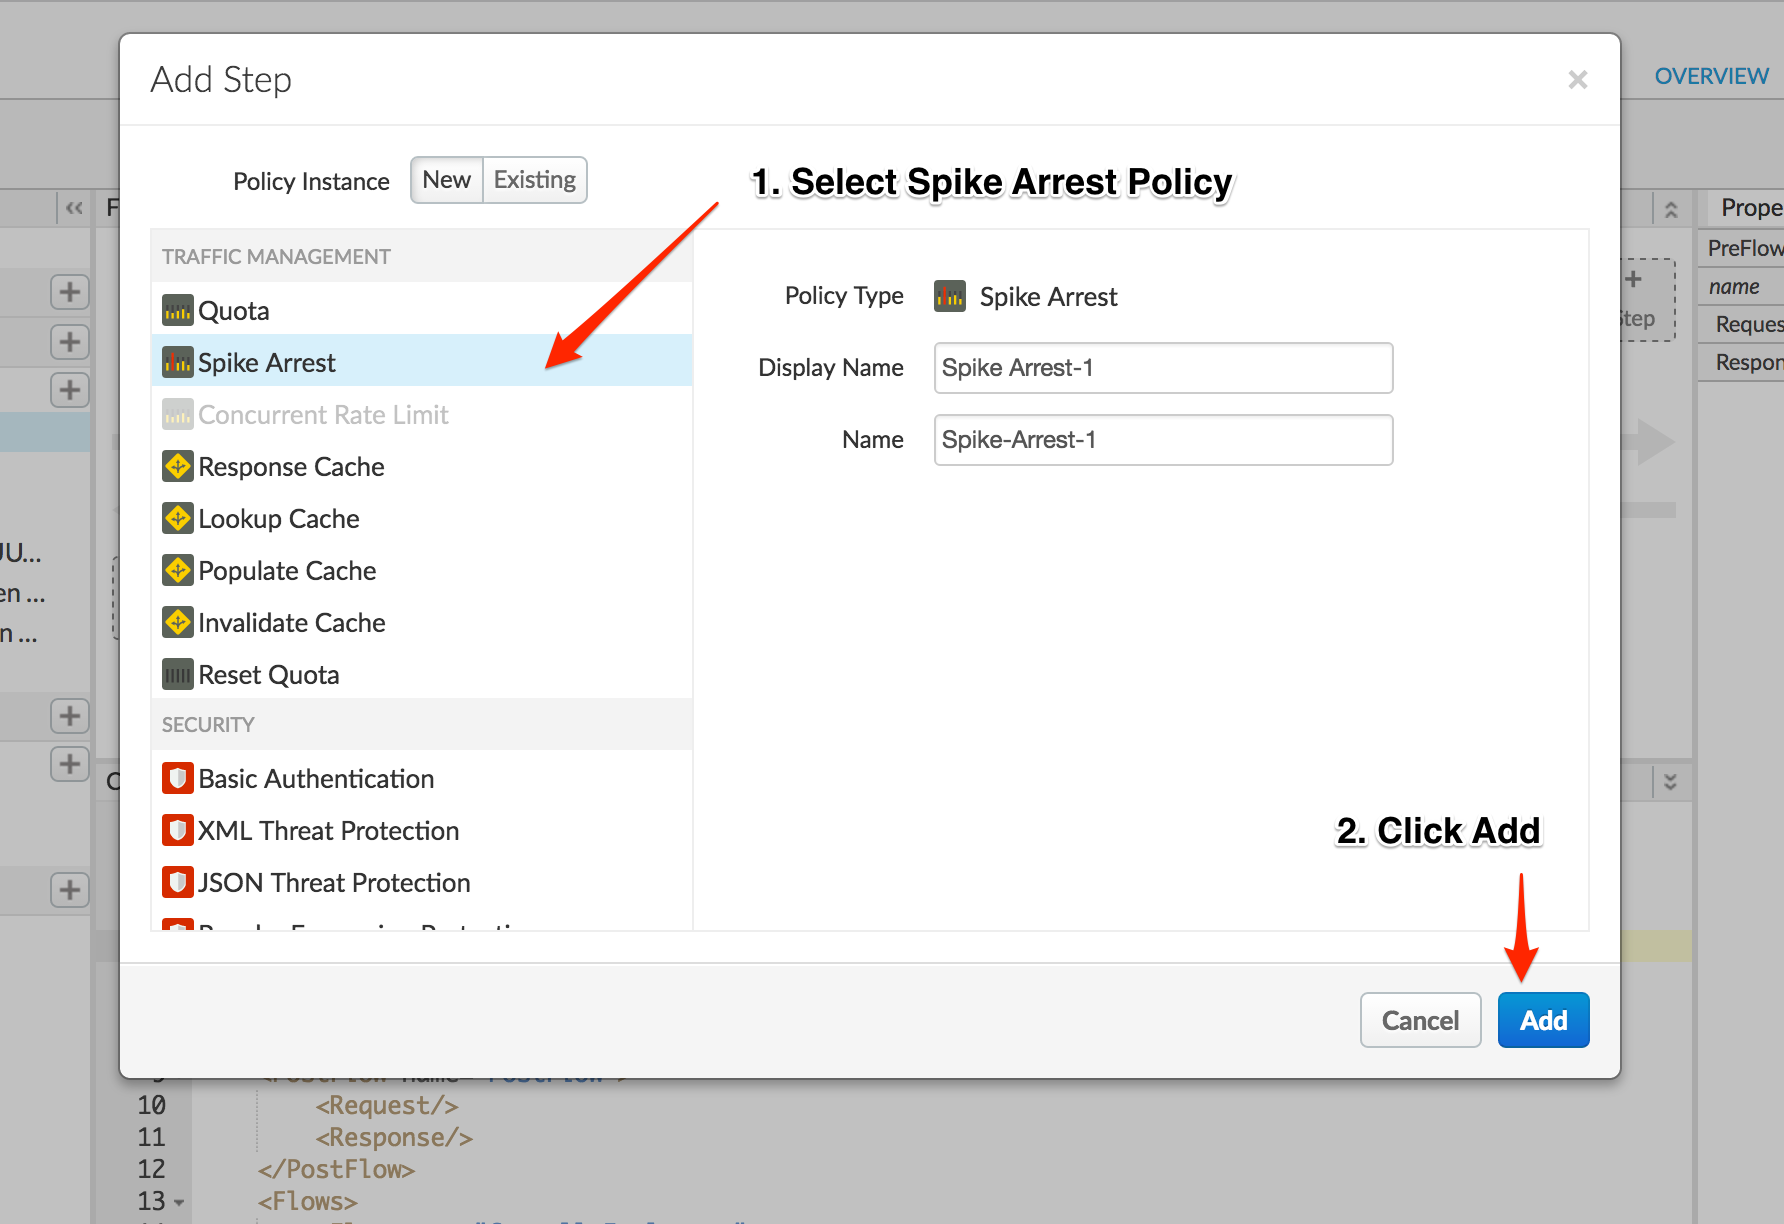 Add Step
×
OVERVIEW
Policy Instance
New
Existing
1. Select Spike Arrest Policy
F
Prope
TRAFFIC MANAGEMENT
Quota
Spike Arrest
Concurrent Rate Limit
Response Cache
Lookup Cache
Populate Cache
Invalidate Cache
Reset Quota
SECURITY
Basic Authentication
XML Threat Protection
JSON Threat Protection
Policy Type
Spike Arrest
Display Name
Spike Arrest-1
Name
Spike-Arrest-1
PreFlow
name
Reques
Respon
Step
JU...
en ...
n ...
2. Click Add
Cancel
Add
10 <Request/>
11 <Response/>
12 </PostFlow>
13 <Flows>